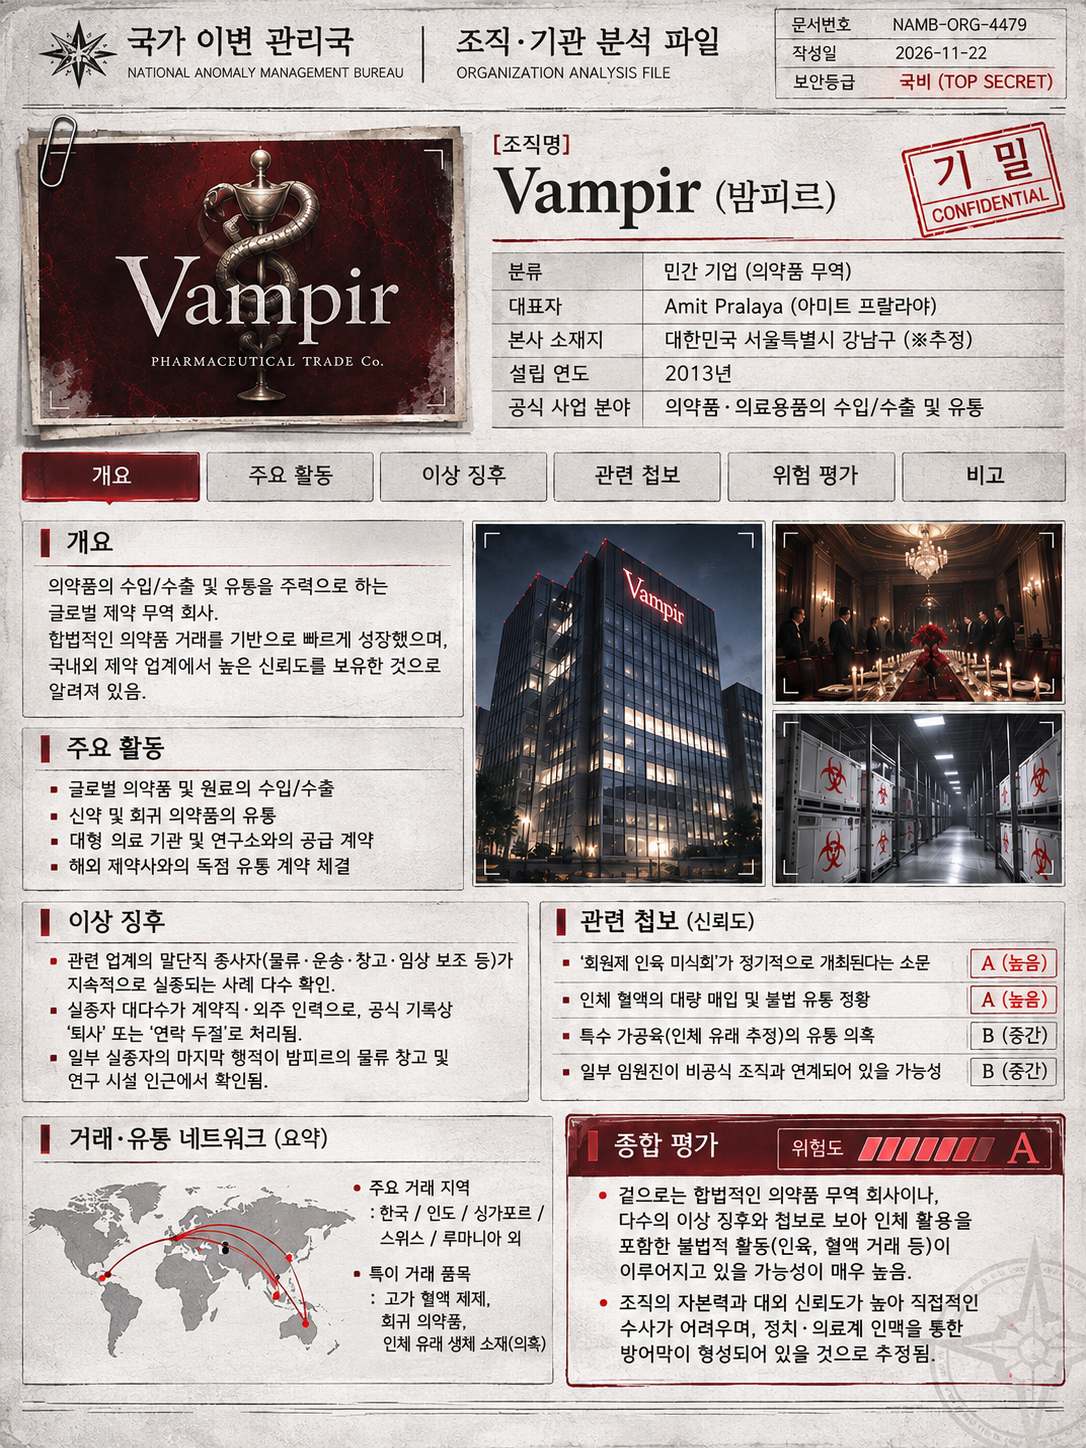 국가 이변 관리국
NATIONAL ANOMALY MANAGEMENT BUREAU
조직·기관 분석 파일
ORGANIZATION ANALYSIS FILE
문서번호 NAMB-ORG-4479
작성일 2026-11-22
보안등급 국비 (TOP SECRET)
Vampir
PHARMACEUTICAL TRADE Co.
[조직명]
Vampir (밤피르)
기밀
CONFIDENTIAL
분류 민간 기업 (의약품 무역)
대표자 Amit Pralaya (아미트 프랄라야)
본사 소재지 대한민국 서울특별시 강남구 (※추정)
설립 연도 2013년
공식 사업 분야 의약품·의료용품의 수입/수출 및 유통
개요 주요 활동 이상 징후 관련 첩보 위험 평가 비고
개요
의약품의 수입/수출 및 유통을 주력으로 하는
글로벌 제약 무역 회사.
합법적인 의약품 거래를 기반으로 빠르게 성장했으며,
국내외 제약 업계에서 높은 신뢰도를 보유한 것으로
알려져 있음.
Vampir
주요 활동
▪ 글로벌 의약품 및 원료의 수입/수출
▪ 신약 및 희귀 의약품의 유통
▪ 대형 의료 기관 및 연구소와의 공급 계약
▪ 해외 제약사와의 독점 유통 계약 체결
이상 징후
• 관련 업계의 말단직 종사자(물류·운송·창고·임상 보조 등)가
지속적으로 실종되는 사례 다수 확인.
▪ 실종자 대다수가 계약직·외주 인력으로, 공식 기록상
‘퇴사’ 또는 ‘연락 두절’로 처리됨.
▪ 일부 실종자의 마지막 행적이 밤피르의 물류 창고 및
연구 시설 인근에서 확인됨.
관련 첩보 (신뢰도)
▪ ‘회원제 인육 미식회’가 정기적으로 개최된다는 소문 A (높음)
▪ 인체 혈액의 대량 매입 및 불법 유통 정황 A (높음)
▪ 특수 가공육(인체 유래 추정)의 유통 의혹 B (중간)
▪ 일부 임원진이 비공식 조직과 연계되어 있을 가능성 B (중간)
거래·유통 네트워크 (요약)
• 주요 거래 지역
: 한국 / 인도 / 싱가포르 /
스위스 / 루마니아 외
• 특이 거래 품목
: 고가 혈액 제제,
희귀 의약품,
인체 유래 생체 소재(의혹)
종합 평가
위험도 A
• 겉으로는 합법적인 의약품 무역 회사이나,
다수의 이상 징후와 첩보로 보아 인체 활용을
포함한 불법적 활동(인육, 혈액 거래 등)이
이루어지고 있을 가능성이 매우 높음.
• 조직의 자본력과 대외 신뢰도가 높아 직접적인
수사가 어려우며, 정치·의료계 인맥을 통한
방어막이 형성되어 있을 것으로 추정됨.